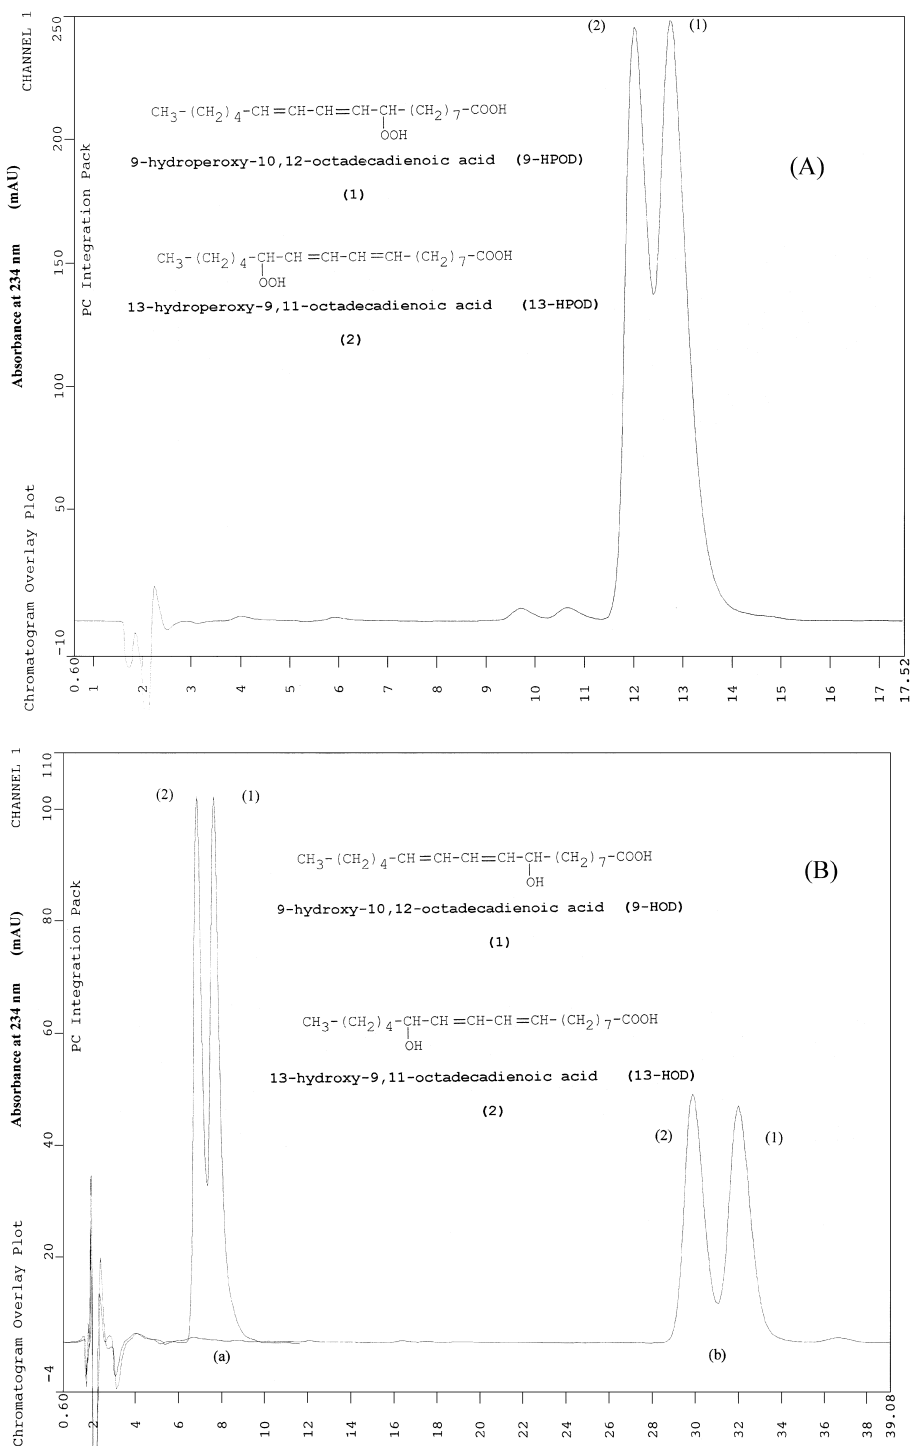 CHANNEL 1
Absorbance at 234 nm (mAU)
Chromatogram Overlay Plot
PC Integration Pack
250
200
150
100
50
-10
(2)
(1)
(A)
CH3-(CH2)4-CH=CH-CH=CH-CH-(CH2)7-COOH
OOH
9-hydroperoxy-10,12-octadecadienoic acid (9-HPOD)
(1)
CH3-(CH2)4-CH-CH=CH-CH=CH-(CH2)7-COOH
OOH
13-hydroperoxy-9,11-octadecadienoic acid (13-HPOD)
(2)
0.60 1 2 3 4 5 6 7 8 9 10 11 12 13 14 15 16 17 17.52
CHANNEL 1
Absorbance at 234 nm (mAU)
Chromatogram Overlay Plot
PC Integration Pack
110
100
80
60
40
20
-4
(2)
(1)
(B)
CH3-(CH2)4-CH=CH-CH=CH-CH-(CH2)7-COOH
OH
9-hydroxy-10,12-octadecadienoic acid (9-HOD)
(1)
CH3-(CH2)4-CH-CH=CH-CH=CH-(CH2)7-COOH
OH
13-hydroxy-9,11-octadecadienoic acid (13-HOD)
(2)
(2)
(1)
(a)
(b)
0.60 2 4 6 8 10 12 14 16 18 20 22 24 26 28 30 32 34 36 38 39.08